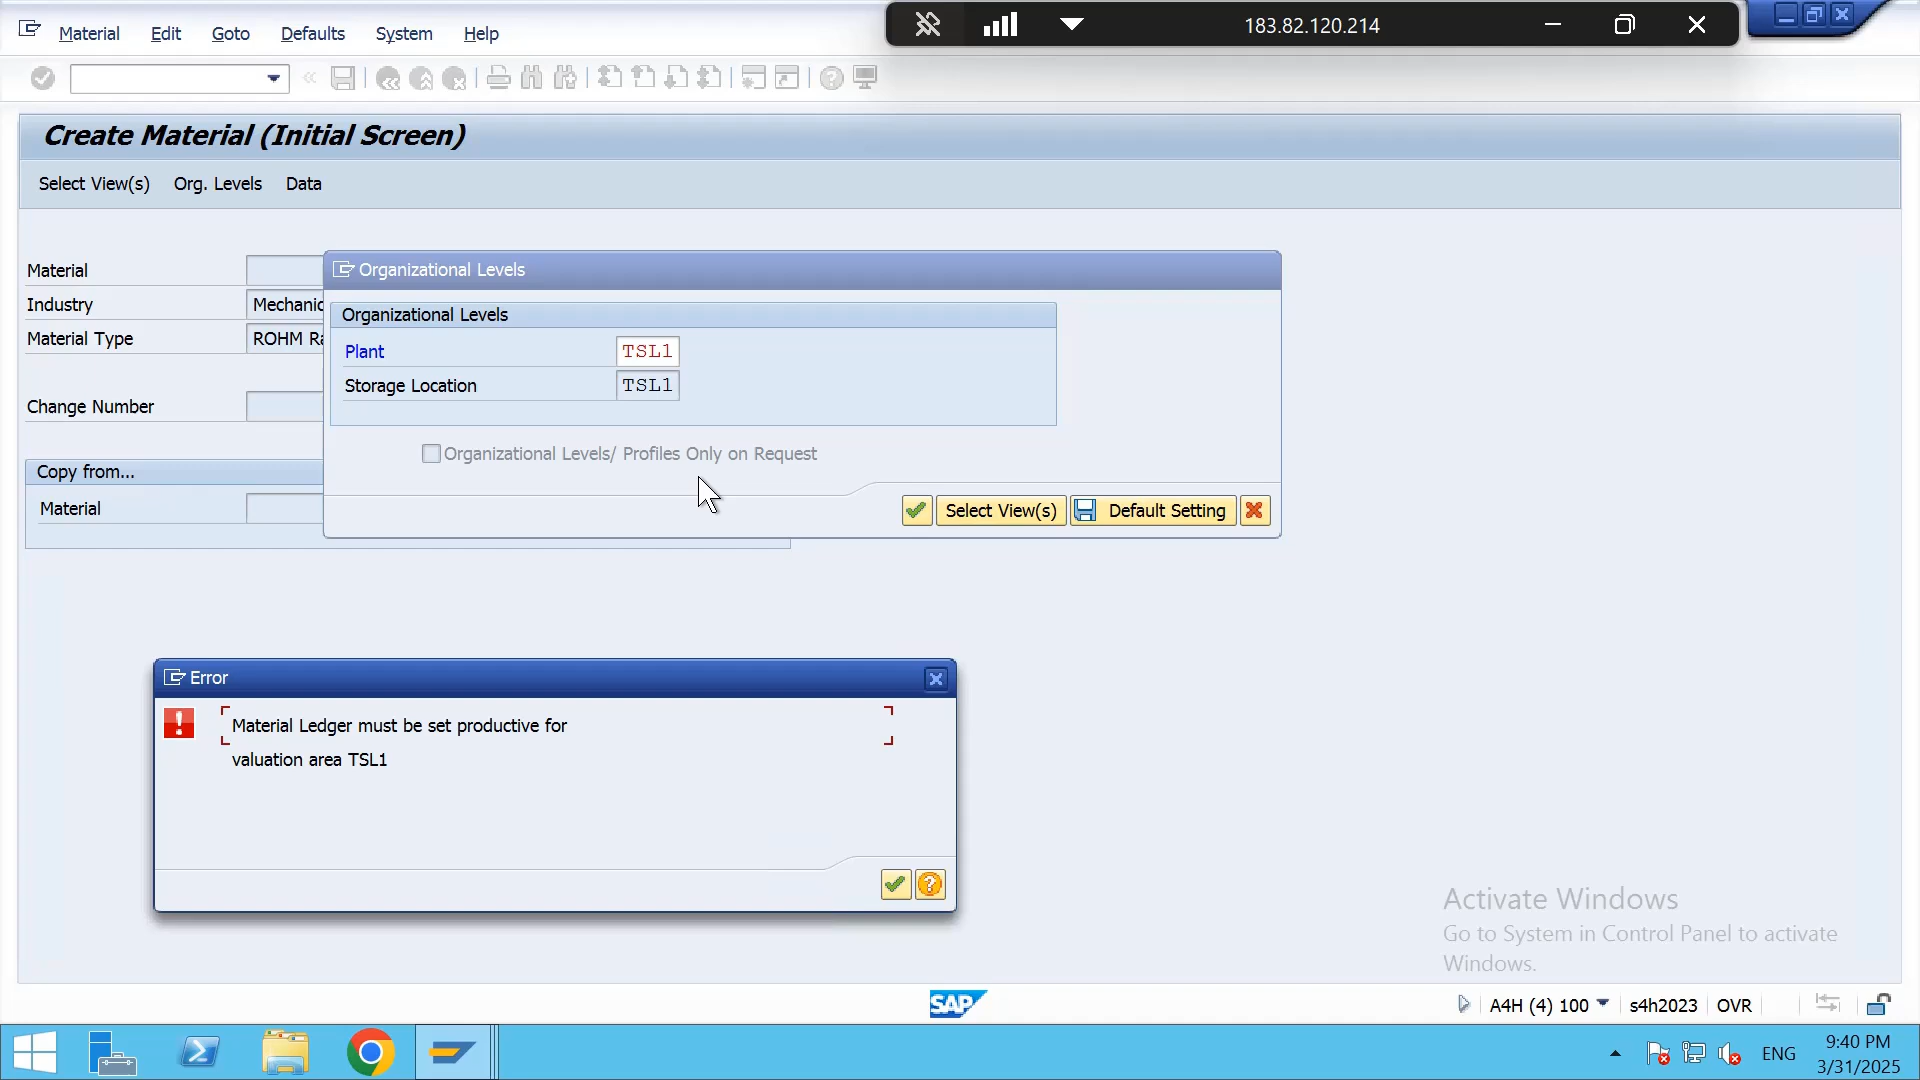 Material Edit Goto Defaults System Help
183.82.120.214
Create Material (Initial Screen)
Select View(s) Org. Levels Data
Material
Industry Mechanic
Material Type ROHM Ra
Change Number
Copy from...
Material
Organizational Levels
Organizational Levels
Plant TSL1
Storage Location TSL1
Organizational Levels/ Profiles Only on Request
Select View(s) Default Setting
Error
Material Ledger must be set productive for
valuation area TSL1
Activate Windows
Go to System in Control Panel to activate
Windows.
SAP
A4H (4) 100 s4h2023 OVR
ENG
9:40 PM
3/31/2025